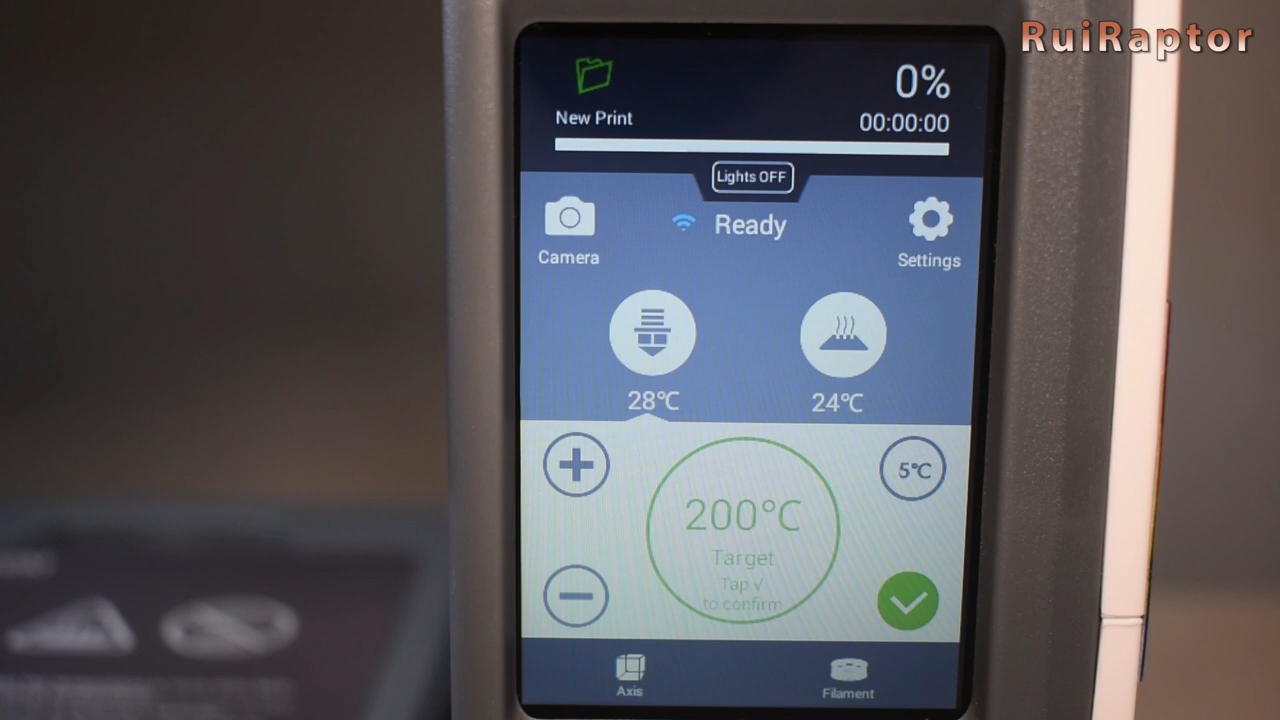 RuiRaptor
0%
New Print
00:00:00
Lights OFF
Ready
Camera
Settings
28℃
24℃
5℃
200°C
Target
Tap √
to confirm
Axis
Filament